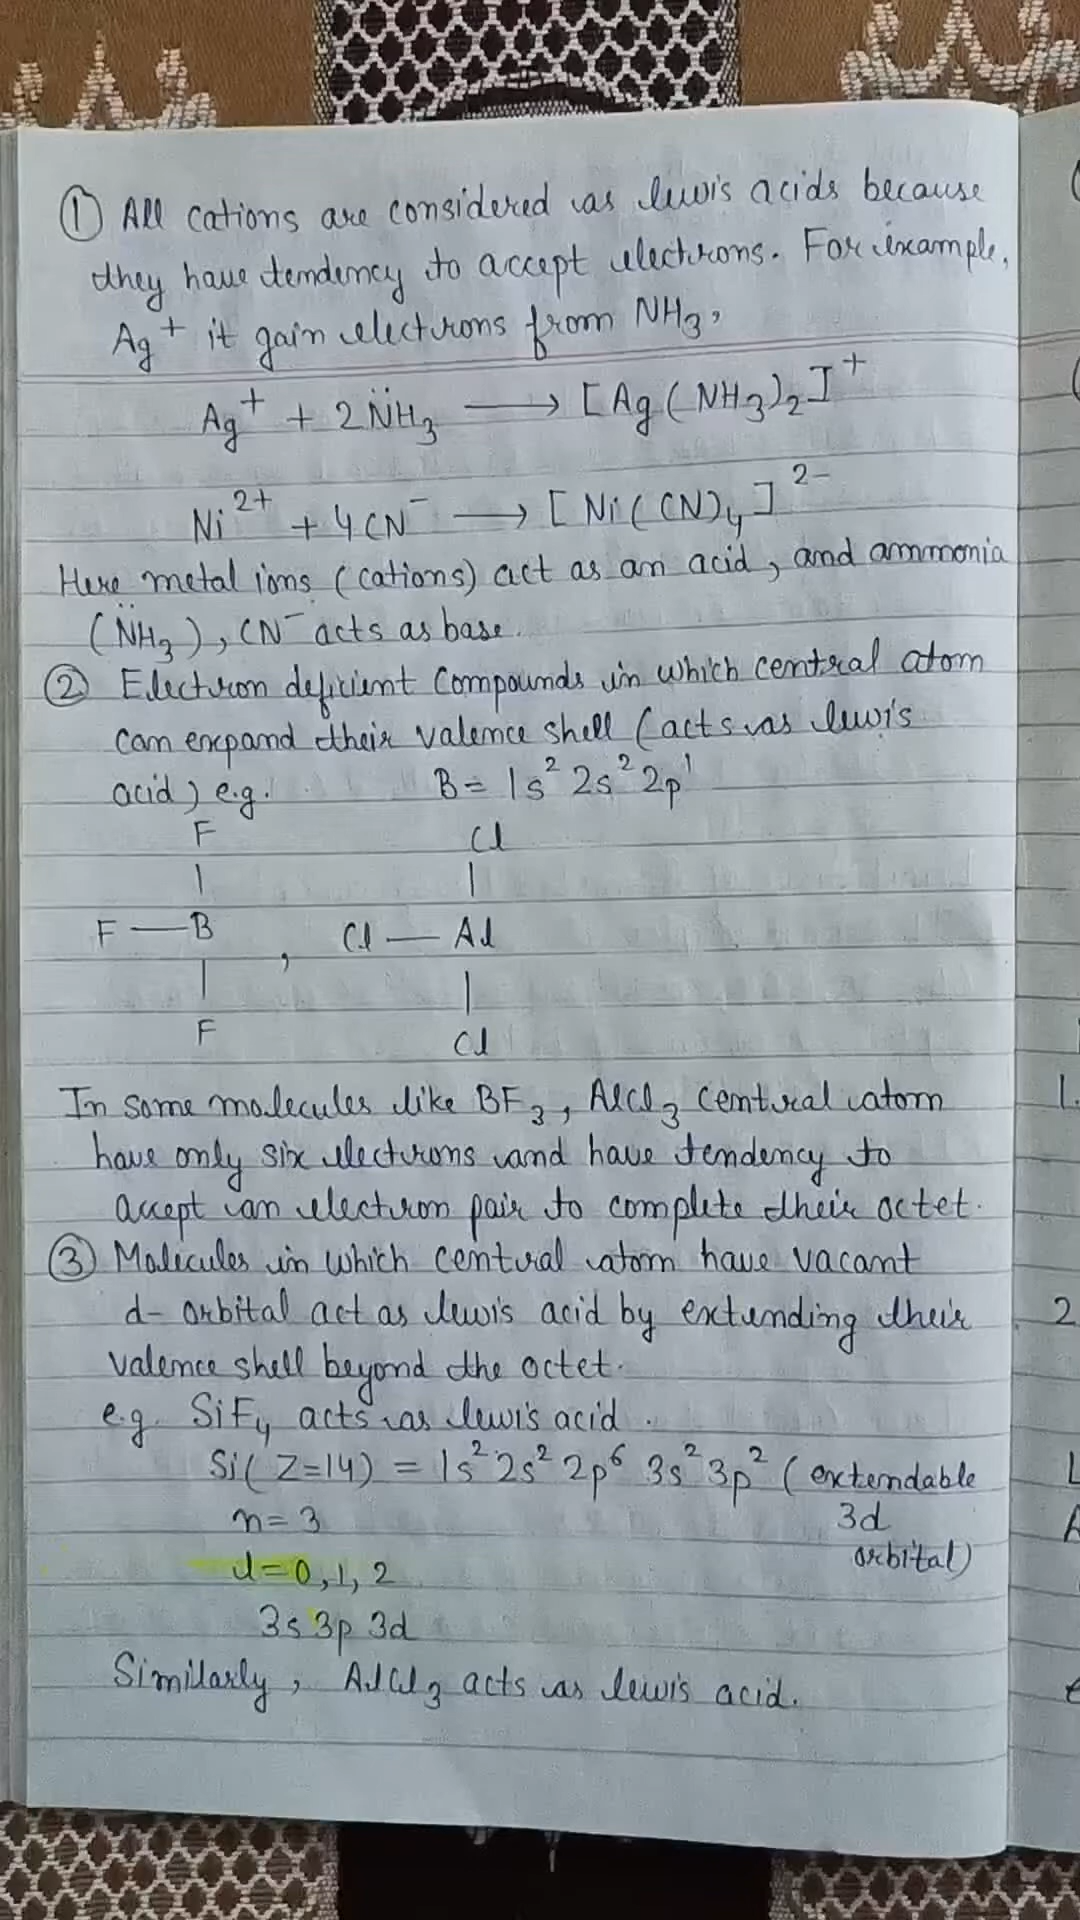 ① All cations are considered as lewis acids because
they have tendency to accept electrons. For example,
Ag⁺ it gain electrons from NH₃,
Ag⁺ + 2N̈H₃ ⟶ [Ag(NH₃)₂]⁺
Ni²⁺ + 4CN⁻ ⟶ [Ni(CN)₄]²⁻
Here metal ions (cations) act as an acid, and ammonia
(N̈H₃), CN⁻ acts as base.
② Electron deficient compounds in which central atom
can expand their valence shell (acts as lewis
acid) e.g. B = 1s² 2s² 2p¹
F Cl
| |
F — B , Cl — Al
| |
F Cl
In some molecules like BF₃, AlCl₃ central atom
have only six electrons and have tendency to
accept an electron pair to complete their octet.
③ Molecules in which central atom have vacant
d- orbital act as lewis acid by extending their
valence shell beyond the octet.
e.g. SiF₄ acts as lewis acid.
Si(Z=14) = 1s² 2s² 2p⁶ 3s² 3p² (extendable
n = 3 3d
l = 0, 1, 2 orbital)
3s 3p 3d
Similarly, AlCl₃ acts as lewis acid.
1.
2